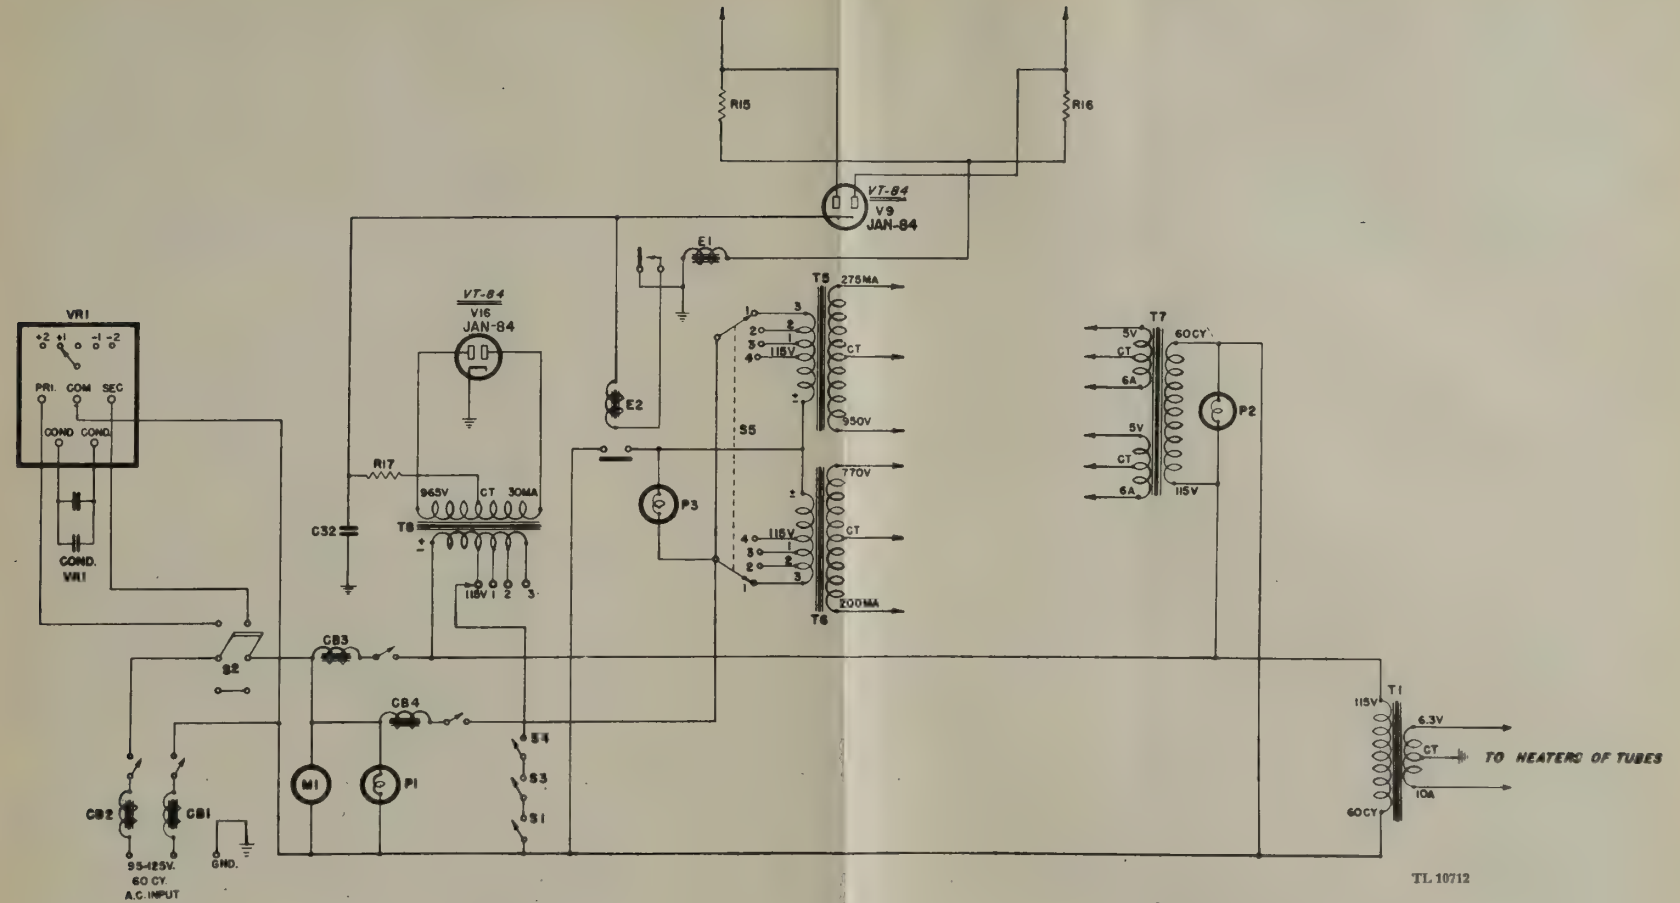 R15
R16
VT-84
V9
JAN-84
E1
T5
275MA
3
1
2
2
1
3
115V
4
CT
±
950V
VT-84
V16
JAN-84
VR1
+2 +1 -1 -2
PRI. COM SEC
COND COND.
COND.
VR1
E2
S5
T7
5V
60CY.
CT
6A
P2
5V
CT
6A
115V
R17
965V CT 30MA
T8
±
115V 1 2 3
C32
P3
770V
±
4 115V
CT
3 1
2 2
1 3
200MA
T6
S2
CB3
CB4
S4
S3
S1
M1
P1
CB2
CB1
GND.
95-125V.
60 CY.
A.C. INPUT
T1
115V
6.3V
CT
TO HEATERS OF TUBES
10A
60CY
TL 10712